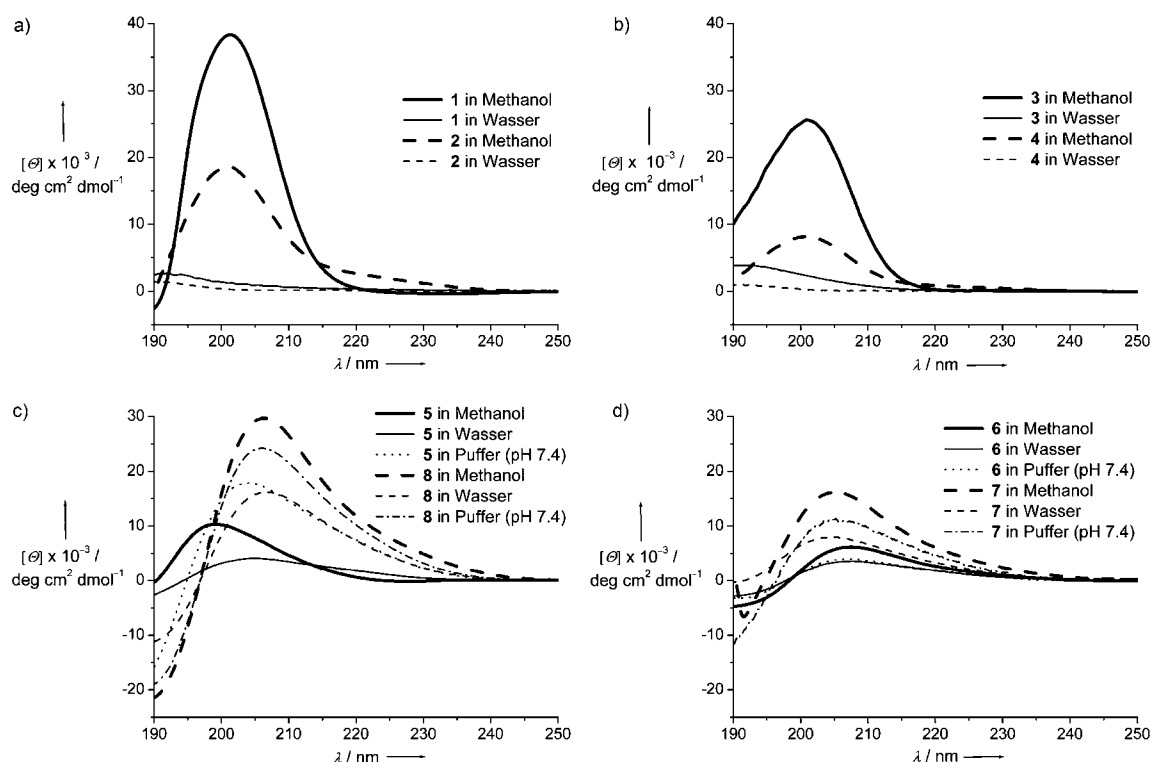 a)
40
30
20
10
0
[Θ] x 10 ³ /
deg cm² dmol⁻¹
1 in Methanol
1 in Wasser
2 in Methanol
2 in Wasser
190 200 210 220 230 240 250
λ / nm
b)
40
30
20
10
0
[Θ] x 10⁻³ /
deg cm² dmol⁻¹
3 in Methanol
3 in Wasser
4 in Methanol
4 in Wasser
190 200 210 220 230 240 250
λ / nm
c)
30
20
10
0
-10
-20
[Θ] x 10⁻³ /
deg cm² dmol⁻¹
5 in Methanol
5 in Wasser
5 in Puffer (pH 7.4)
8 in Methanol
8 in Wasser
8 in Puffer (pH 7.4)
190 200 210 220 230 240 250
λ / nm
d)
30
20
10
0
-10
-20
[Θ] x 10⁻³ /
deg cm² dmol⁻¹
6 in Methanol
6 in Wasser
6 in Puffer (pH 7.4)
7 in Methanol
7 in Wasser
7 in Puffer (pH 7.4)
190 200 210 220 230 240 250
λ / nm